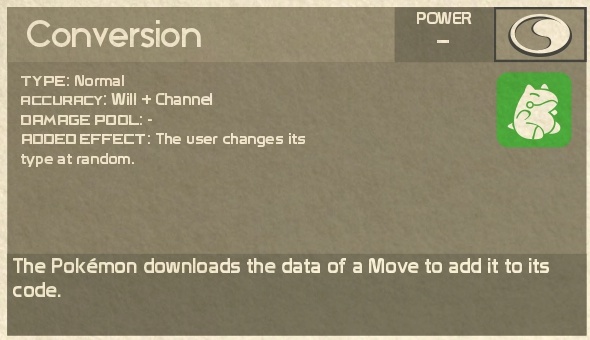 Conversion
POWER
–
TYPE: Normal
ACCURACY: Will + Channel
DAMAGE POOL: -
ADDED EFFECT: The user changes its
type at random.
The Pokémon downloads the data of a Move to add it to its
code.